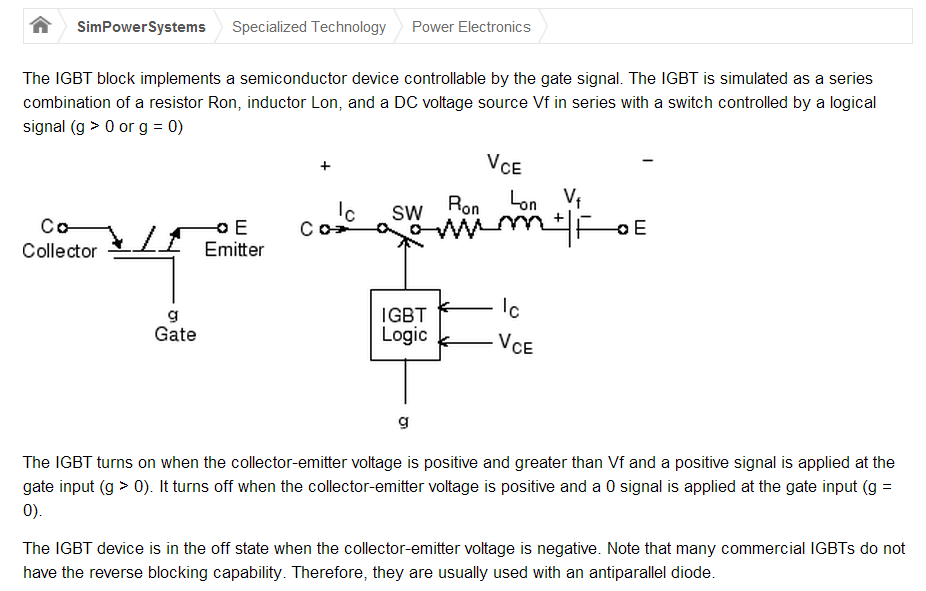 SimPowerSystems Specialized Technology Power Electronics
The IGBT block implements a semiconductor device controllable by the gate signal. The IGBT is simulated as a series
combination of a resistor Ron, inductor Lon, and a DC voltage source Vf in series with a switch controlled by a logical
signal (g > 0 or g = 0)
+ VCE −
C Collector
E Emitter
g
Gate
C IC SW Ron Lon Vf + E
IGBT
Logic
IC
VCE
g
The IGBT turns on when the collector-emitter voltage is positive and greater than Vf and a positive signal is applied at the
gate input (g > 0). It turns off when the collector-emitter voltage is positive and a 0 signal is applied at the gate input (g =
0).
The IGBT device is in the off state when the collector-emitter voltage is negative. Note that many commercial IGBTs do not
have the reverse blocking capability. Therefore, they are usually used with an antiparallel diode.